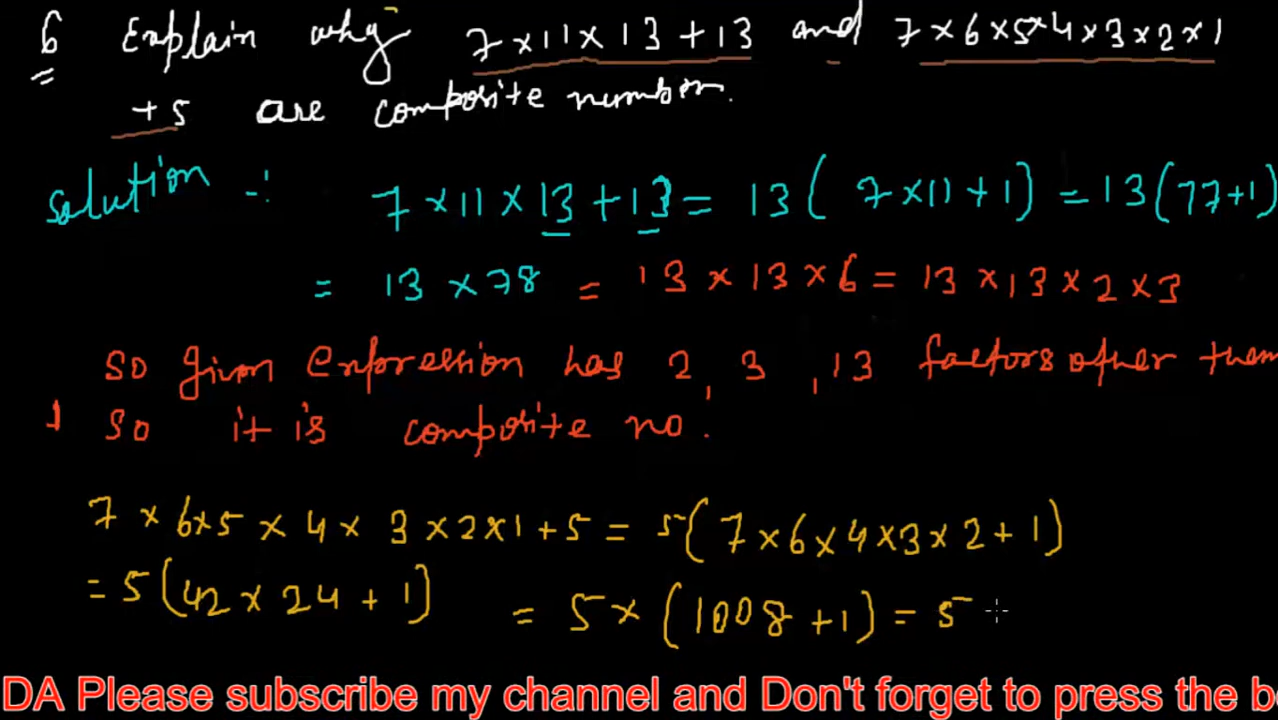 6 Explain why 7×11×13+13 and 7×6×5×4×3×2×1
+5 are composite number.
Solution :- 7×11×13+13= 13(7×11+1) = 13(77+1)
= 13×78 = 13×13×6= 13×13×2×3
So given expression has 2, 3, 13 factors other them
1 So it is composite no.
7×6×5×4×3×2×1+5= 5(7×6×4×3×2+1)
=5(42×24+1) = 5×(1008+1)= 5
DA Please subscribe my channel and Don't forget to press the b